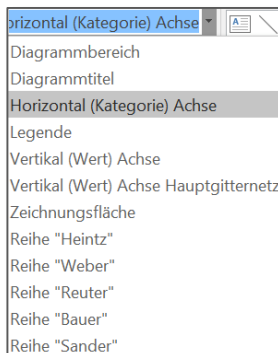 orizontal (Kategorie) Achse
Diagrammbereich
Diagrammtitel
Horizontal (Kategorie) Achse
Legende
Vertikal (Wert) Achse
Vertikal (Wert) Achse Hauptgitternetz
Zeichnungsfläche
Reihe "Heintz"
Reihe "Weber"
Reihe "Reuter"
Reihe "Bauer"
Reihe "Sander"